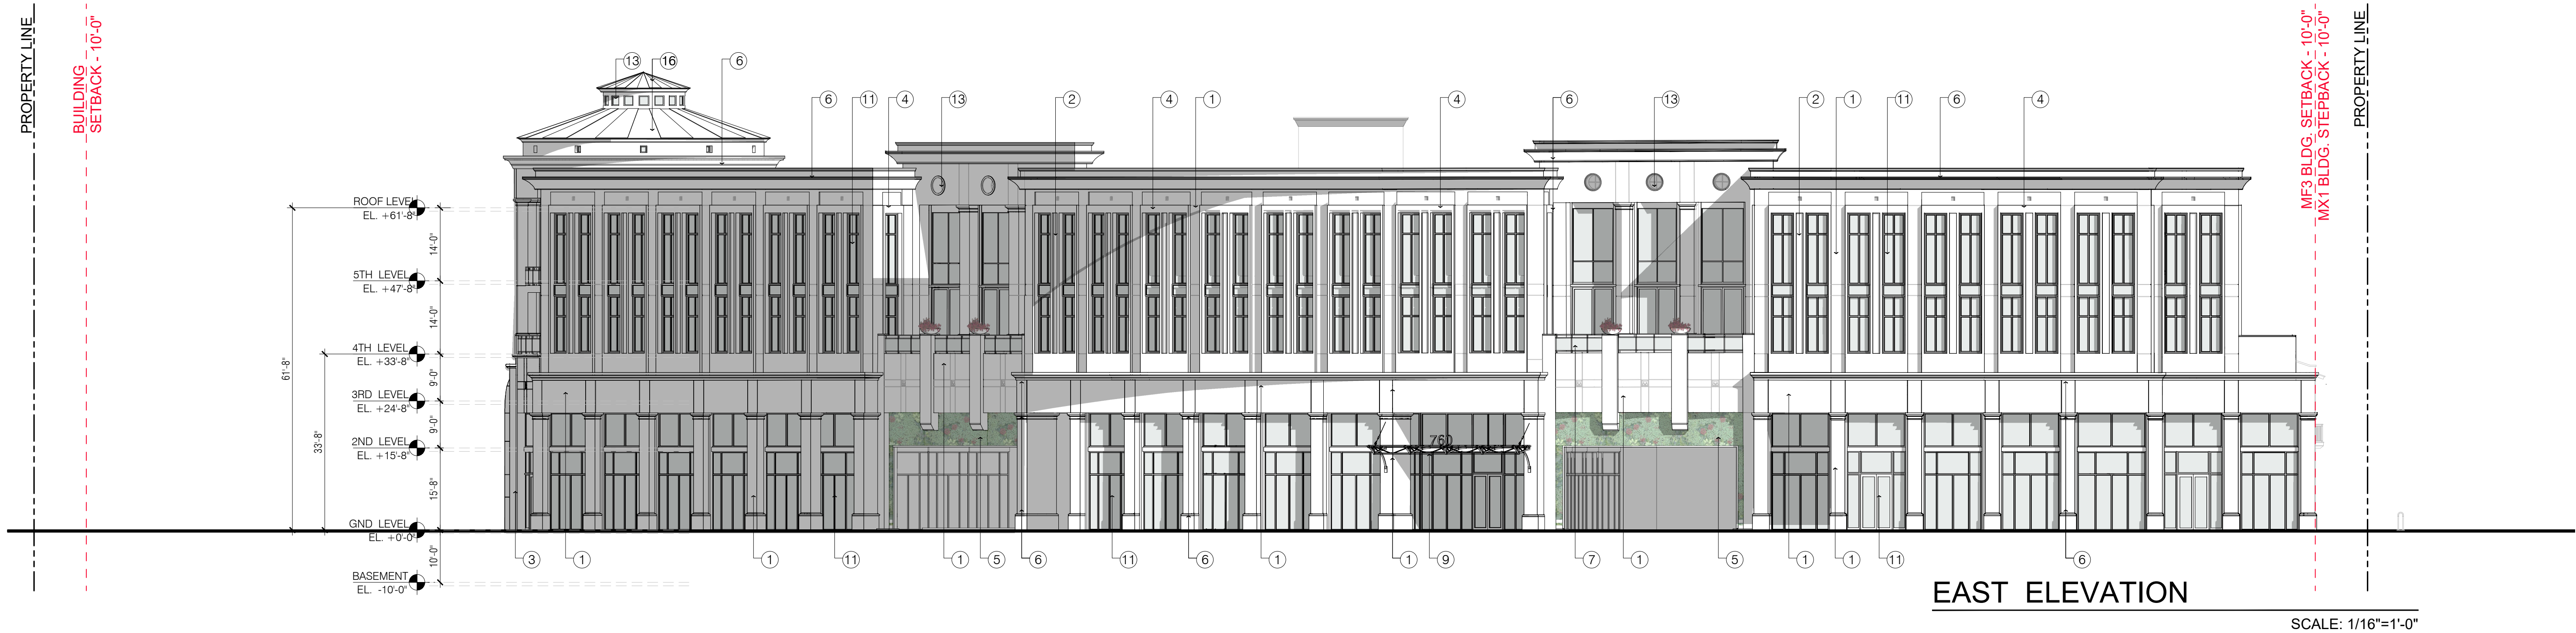 PROPERTY LINE
BUILDING
SETBACK - 10'-0"
MF3 BLDG. SETBACK - 10'-0"
MX1 BLDG. STEPBACK - 10'-0"
PROPERTY LINE
13
16
6
6
11
4
13
2
4
1
4
6
13
2
1
11
6
4
ROOF LEVEL
EL. +61'-8"
14'-0"
5TH LEVEL
EL. +47'-8"
14'-0"
61'-8"
4TH LEVEL
EL. +33'-8"
9'-0"
3RD LEVEL
EL. +24'-8"
9'-0"
33'-8"
2ND LEVEL
EL. +15'-8"
15'-8"
760
GND LEVEL
EL. +0'-0"
10'-0"
BASEMENT
EL. -10'-0"
3
1
1
11
1
5
6
11
6
1
1
9
7
1
5
1
1
11
6
EAST ELEVATION
SCALE: 1/16"=1'-0"